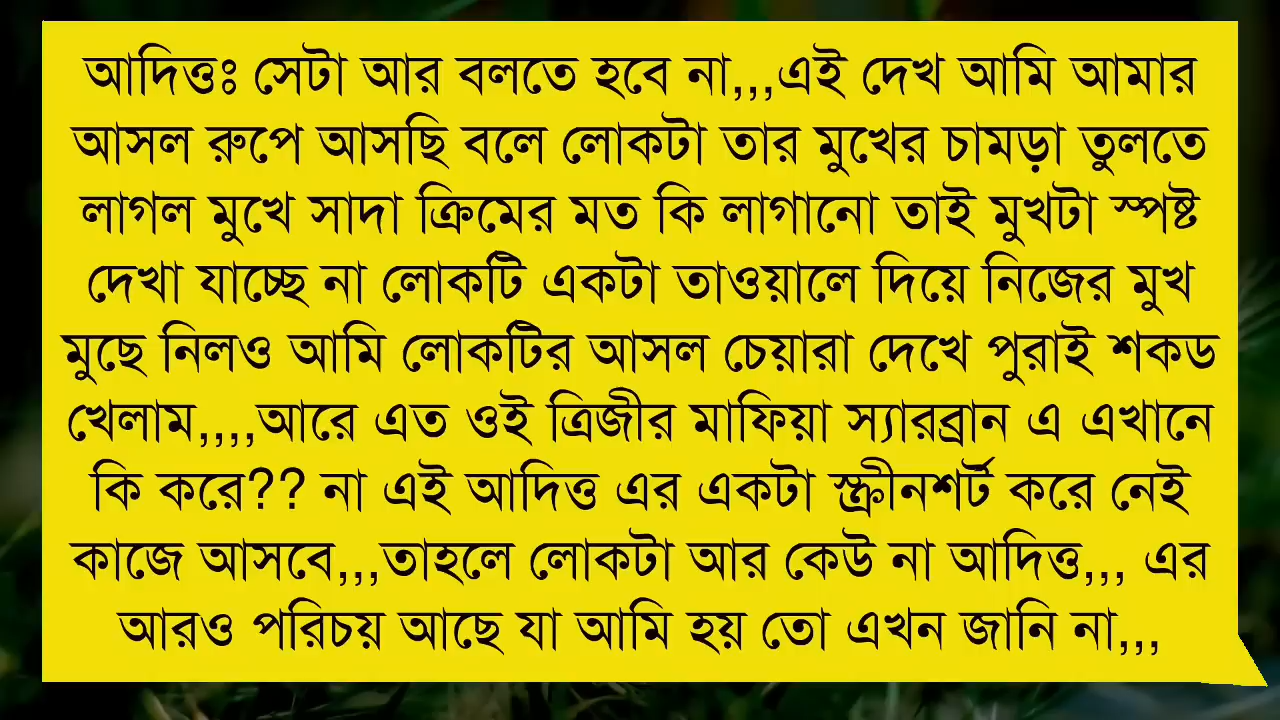 আদিত্তঃ সেটা আর বলতে হবে না,,,এই দেখ আমি আমার
আসল রুপে আসছি বলে লোকটা তার মুখের চামড়া তুলতে
লাগল মুখে সাদা ক্রিমের মত কি লাগানো তাই মুখটা স্পষ্ট
দেখা যাচ্ছে না লোকটি একটা তাওয়ালে দিয়ে নিজের মুখ
মুছে নিলও আমি লোকটির আসল চেয়ারা দেখে পুরাই শকড
খেলাম,,,,আরে এত ওই ত্রিজীর মাফিয়া স্যারব্রান এ এখানে
কি করে?? না এই আদিত্ত এর একটা স্ক্রীনশর্ট করে নেই
কাজে আসবে,,,তাহলে লোকটা আর কেউ না আদিত্ত,,, এর
আরও পরিচয় আছে যা আমি হয় তো এখন জানি না,,,